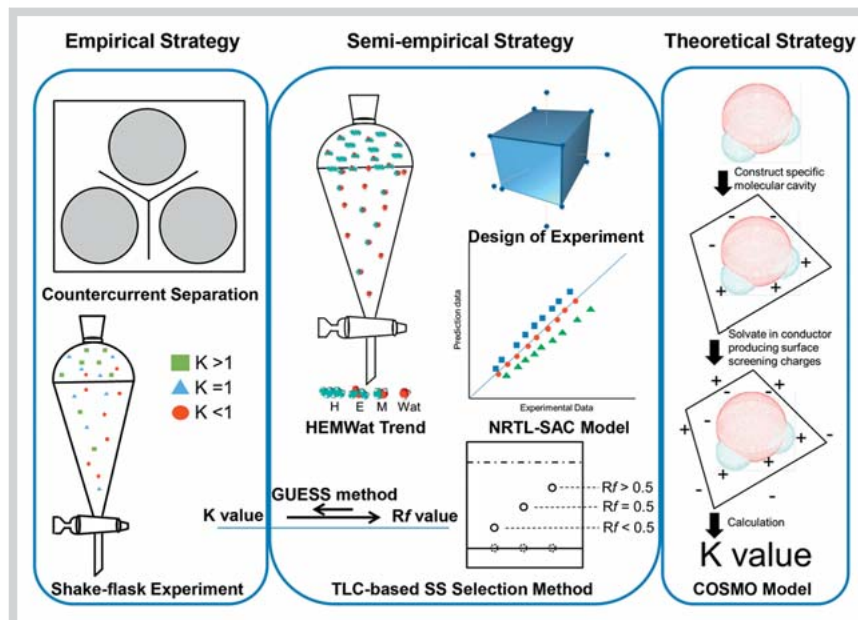 Empirical Strategy
Semi-empirical Strategy
Theoretical Strategy
Countercurrent Separation
K >1
K =1
K <1
Shake-flask Experiment
H E M Wat
HEMWat Trend
Design of Experiment
Prediction data
Experimental Data
NRTL-SAC Model
GUESS method
K value
Rf value
Rf > 0.5
Rf = 0.5
Rf < 0.5
TLC-based SS Selection Method
Construct specific
molecular cavity
- -
- +
+
Solvate in conductor
producing surface
screening charges
+ +
- -
+ - + -
+ +
- -
Calculation
K value
COSMO Model